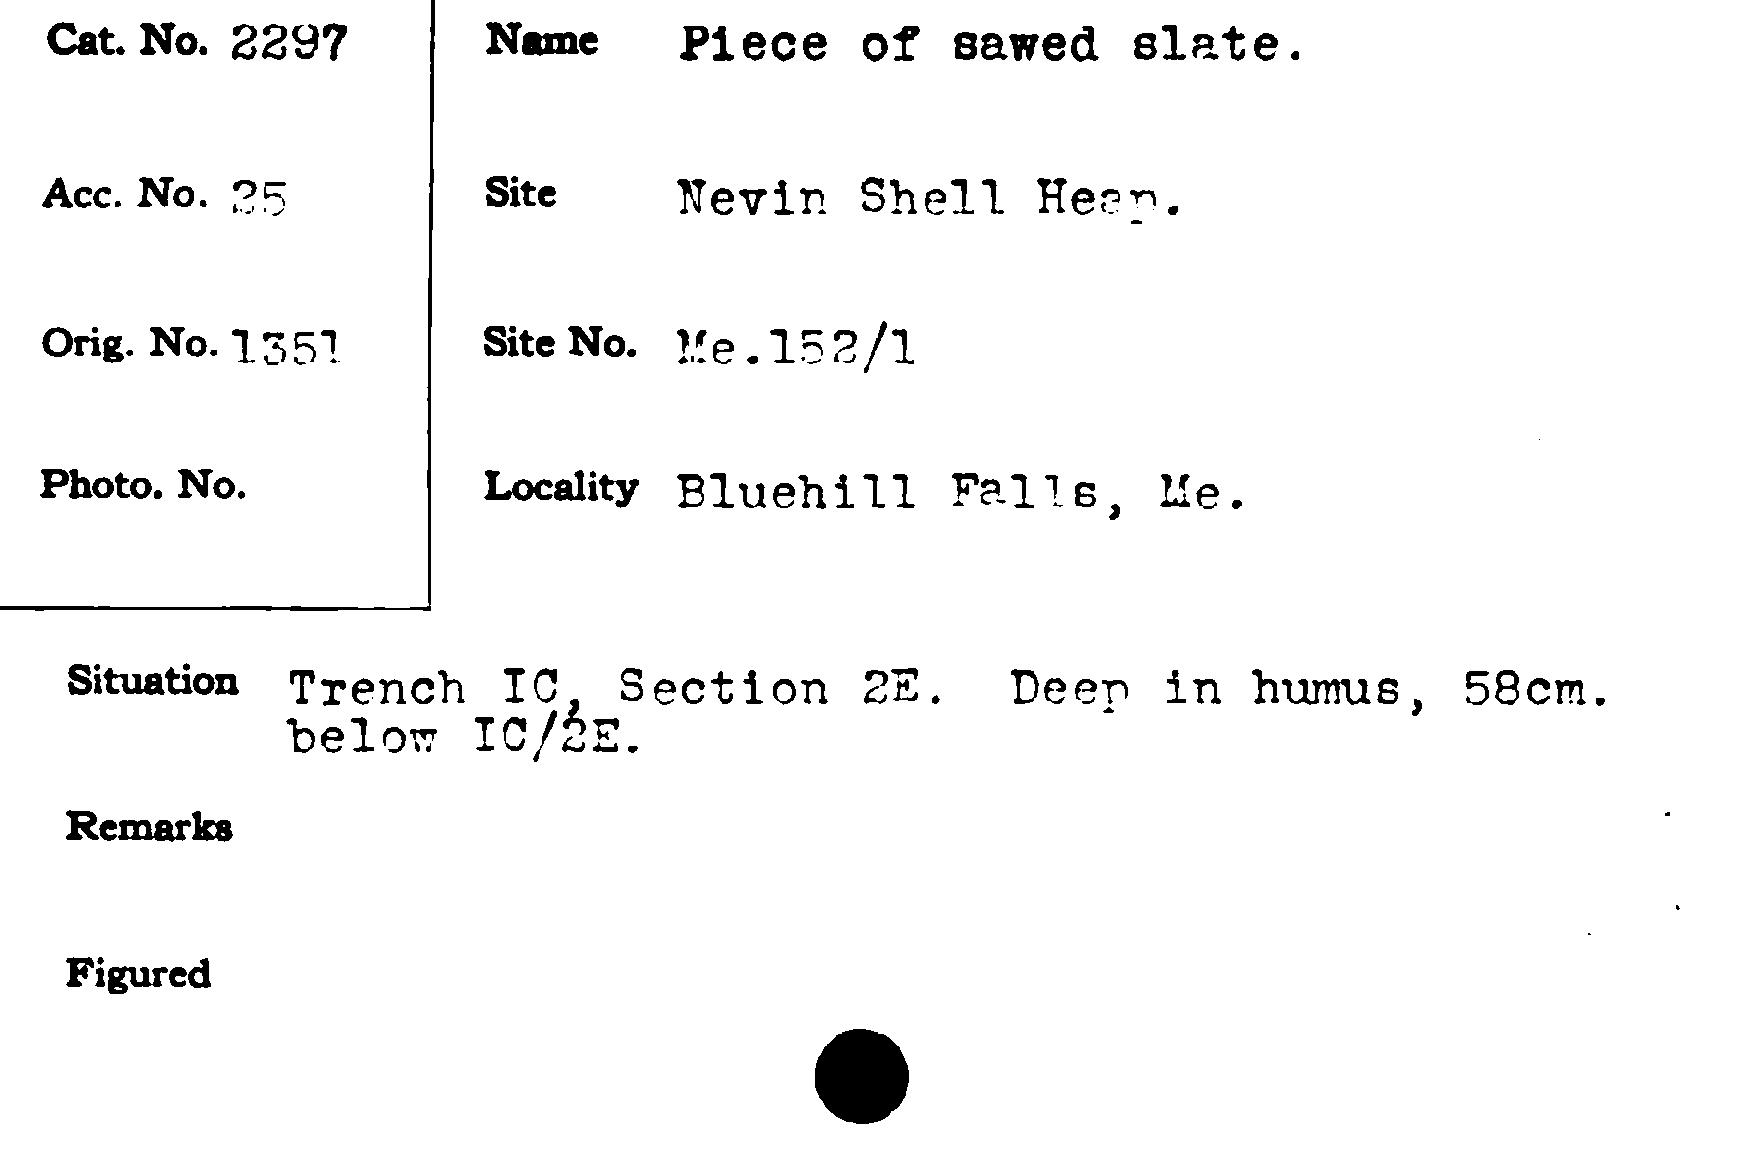 Cat. No. 2297
Name Piece of sawed slate.
Acc. No. 25
Site Nevin Shell Heap.
Orig. No. 1351
Site No. Me.152/1
Photo. No.
Locality Bluehill Falls, Me.
Situation Trench IC, Section 2E. Deep in humus, 58cm.
below IC/2E.
Remarks
Figured